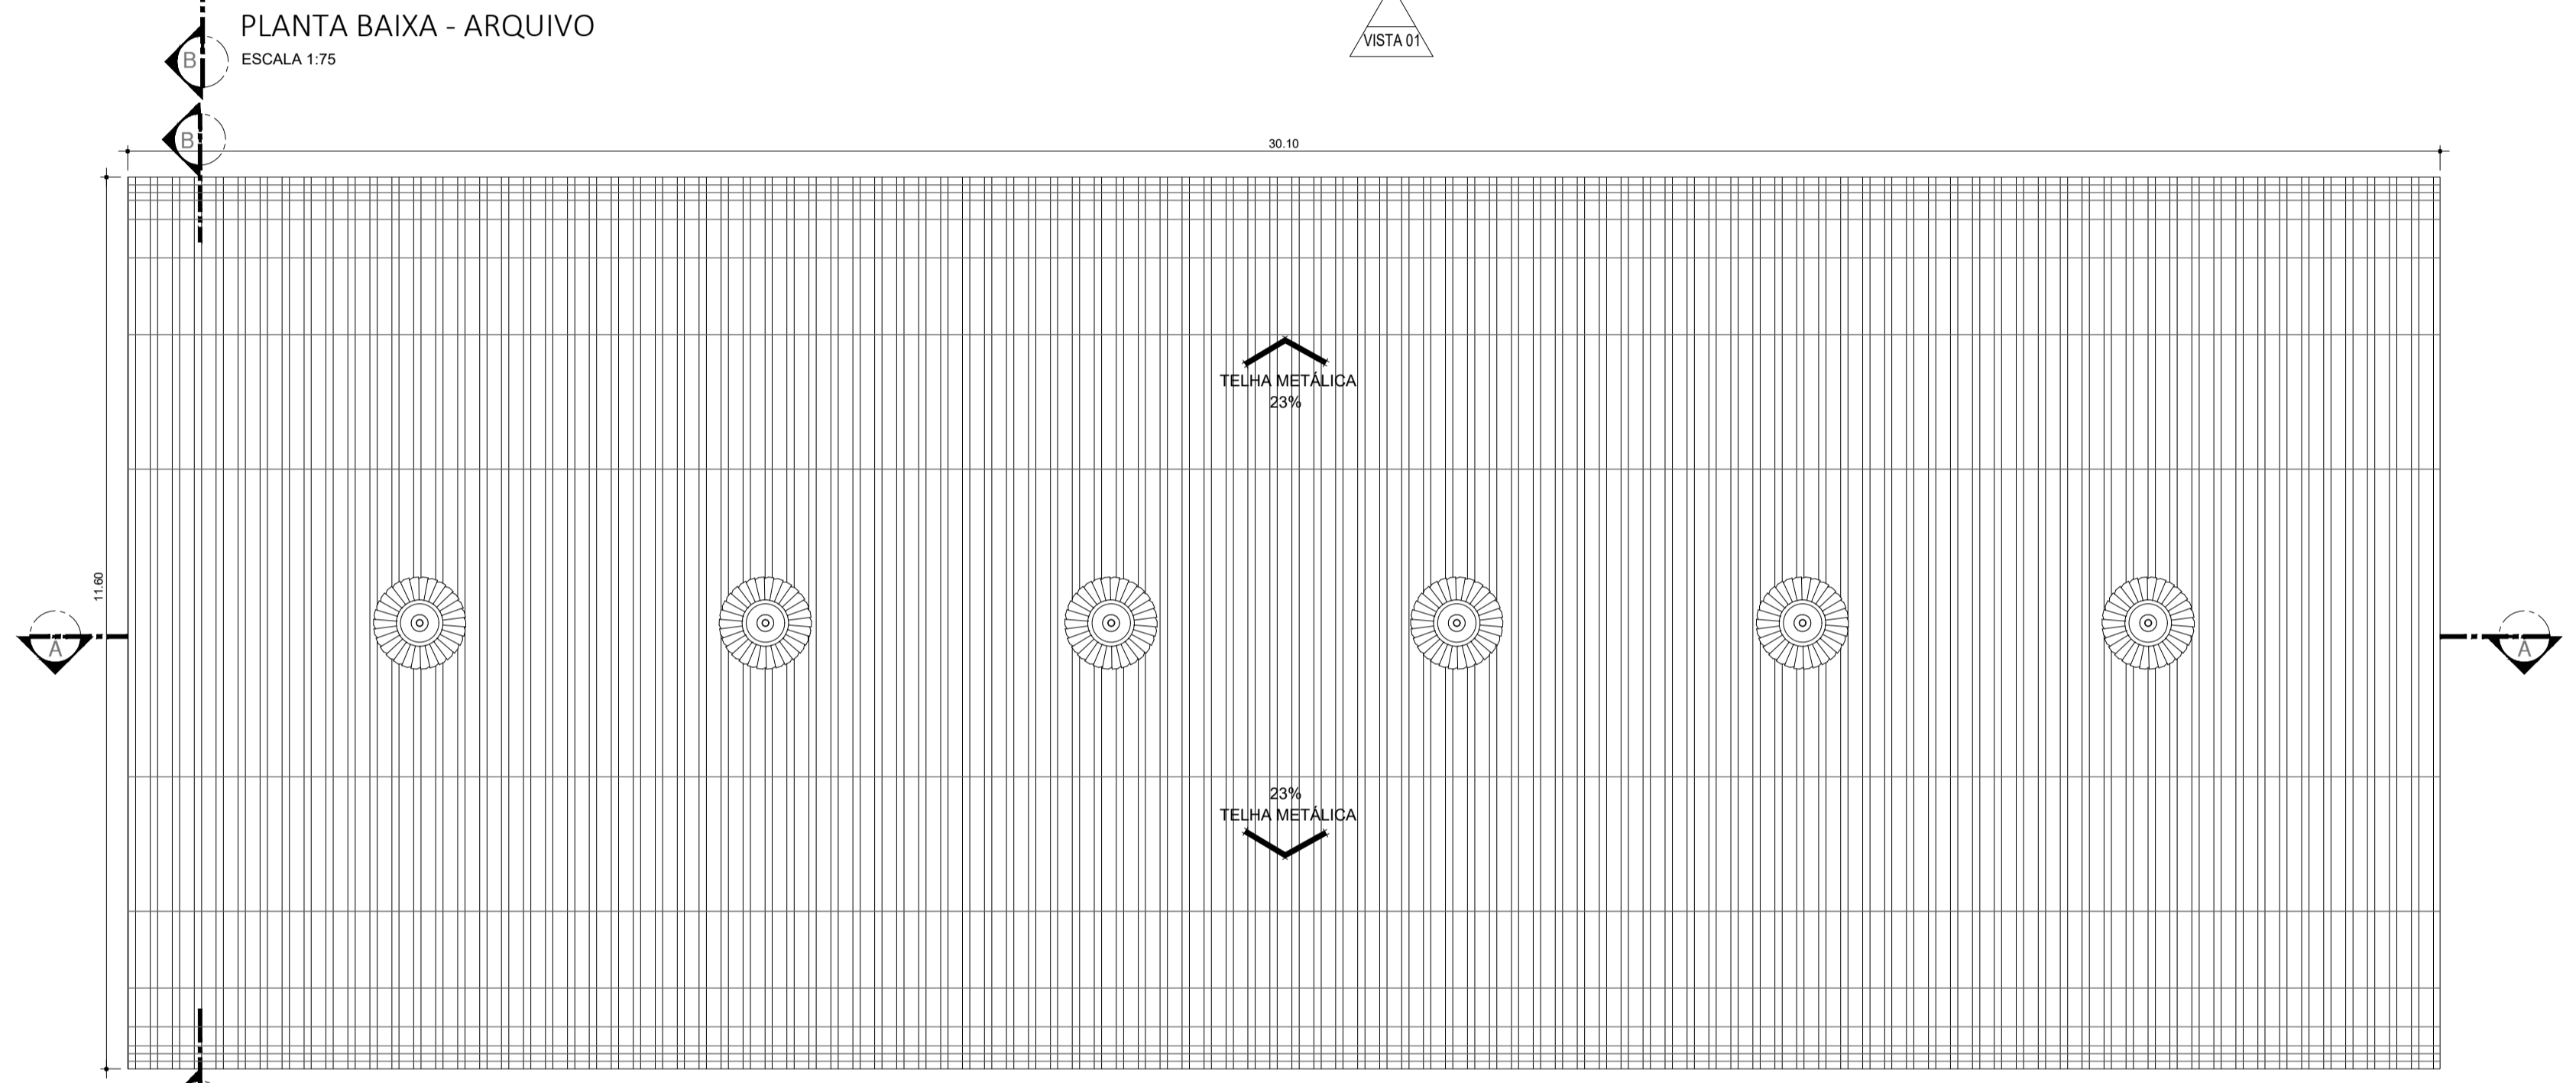 PLANTA BAIXA - ARQUIVO
ESCALA 1:75
B
VISTA 01
B
30.10
TELHA METÁLICA
23%
11.60
A
A
23%
TELHA METÁLICA